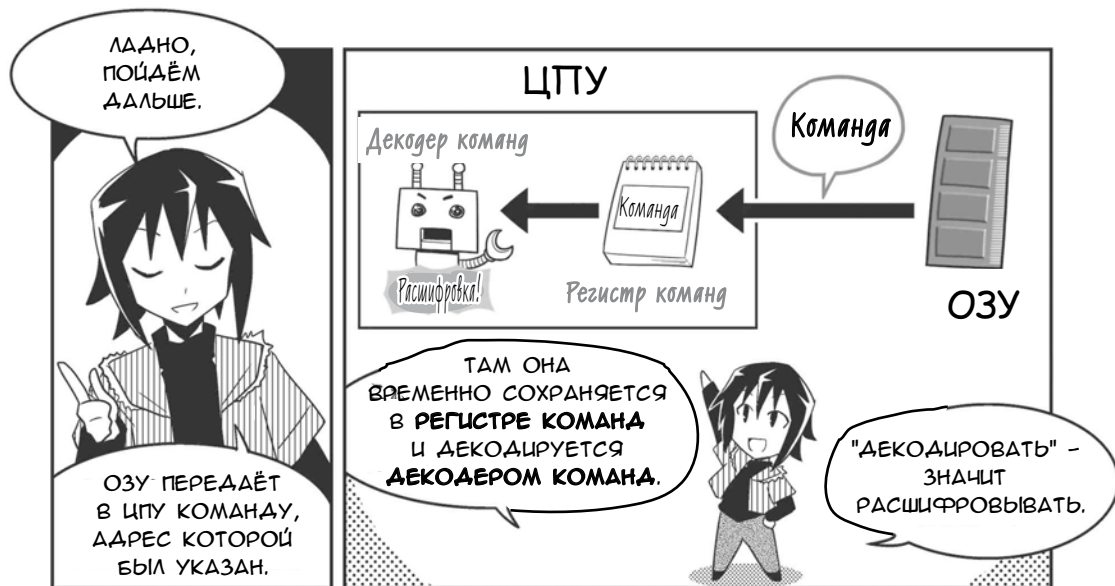 ЛАДНО,
ПОЙДЁМ
ДАЛЬШЕ.
ОЗУ ПЕРЕДАЁТ
В ЦПУ КОМАНДУ,
АДРЕС КОТОРОЙ
БЫЛ УКАЗАН.
ЦПУ
Команда
Декодер команд
Команда
Расшифровка!
Регистр команд
ОЗУ
ТАМ ОНА
ВРЕМЕННО СОХРАНЯЕТСЯ
В РЕГИСТРЕ КОМАНД
И ДЕКОДИРУЕТСЯ
ДЕКОДЕРОМ КОМАНД.
"ДЕКОДИРОВАТЬ" –
ЗНАЧИТ
РАСШИФРОВЫВАТЬ.